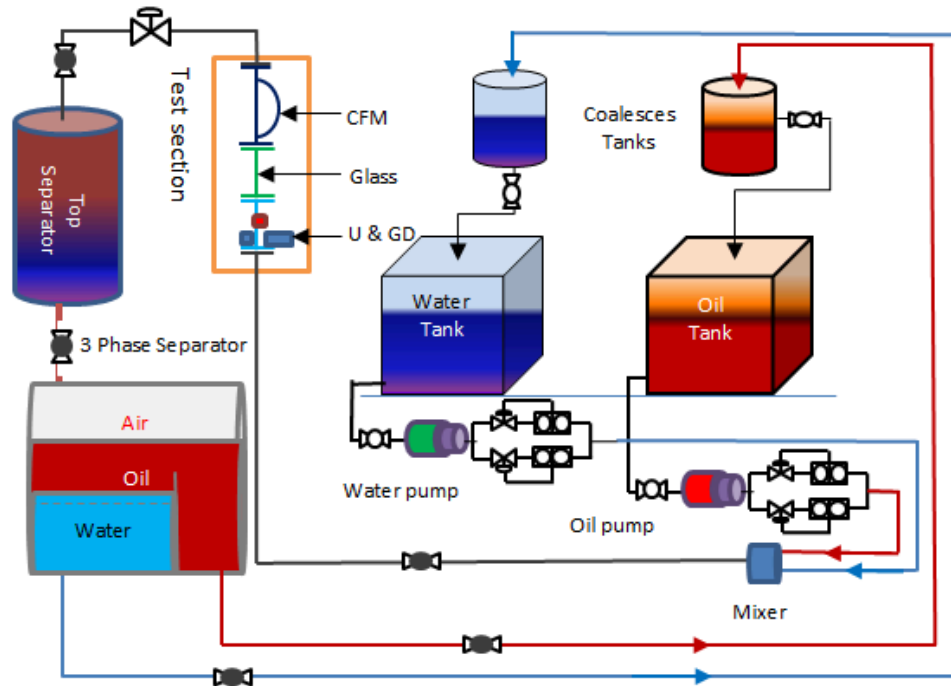 Test section
CFM
Glass
U & GD
Coalesces
Tanks
Top
Separator
Water
Tank
Oil
Tank
3 Phase Separator
Air
Oil
Water
Water pump
Oil pump
Mixer